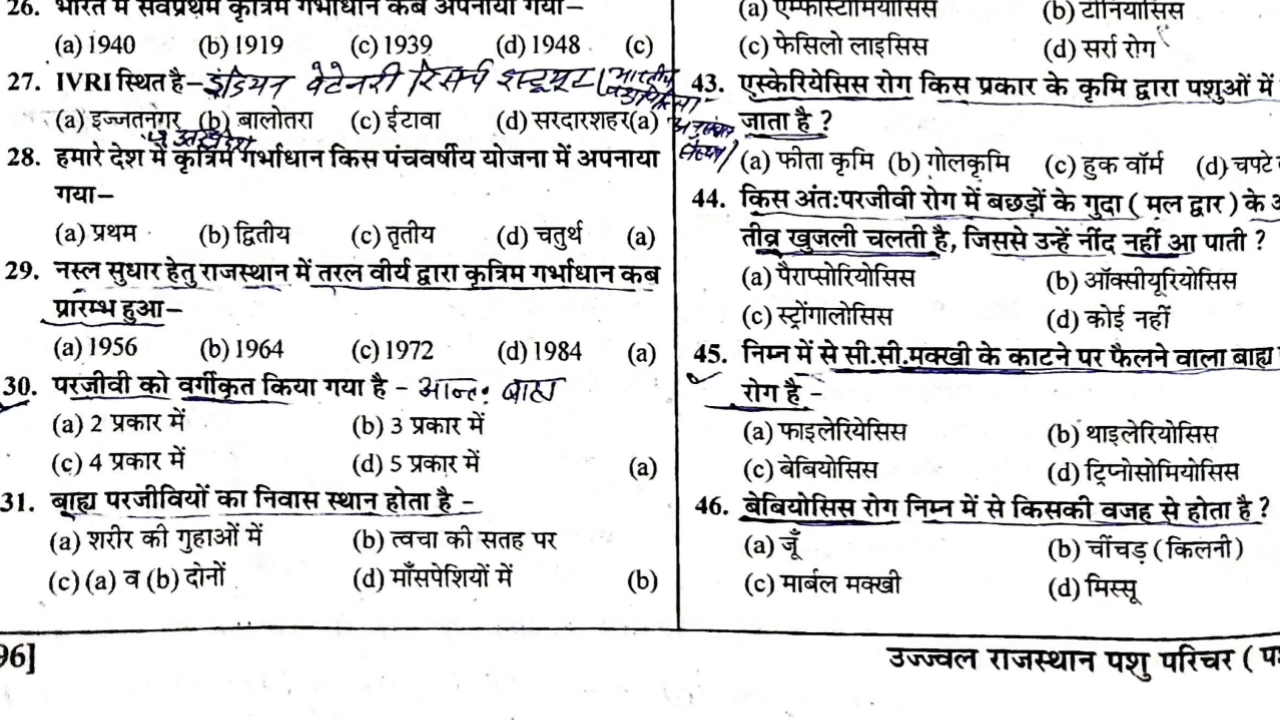 26. भारत में सर्वप्रथम कृत्रिम गर्भाधान कब अपनाया गया–
(a) 1940 (b) 1919 (c) 1939 (d) 1948 (c)
27. IVRI स्थित है – इंडियन वेटेनरी रिसर्च
(a) इज्जतनगर (b) बालोतरा (c) ईटावा (d) सरदारशहर(a)
28. हमारे देश में कृत्रिम गर्भाधान किस पंचवर्षीय योजना में अपनाया
गया–
(a) प्रथम (b) द्वितीय (c) तृतीय (d) चतुर्थ (a)
29. नस्ल सुधार हेतु राजस्थान में तरल वीर्य द्वारा कृत्रिम गर्भाधान कब
प्रारम्भ हुआ–
(a) 1956 (b) 1964 (c) 1972 (d) 1984 (a)
30. परजीवी को वर्गीकृत किया गया है – आन्त: बाह्य
(a) 2 प्रकार में (b) 3 प्रकार में
(c) 4 प्रकार में (d) 5 प्रकार में (a)
31. बाह्य परजीवियों का निवास स्थान होता है –
(a) शरीर की गुहाओं में (b) त्वचा की सतह पर
(c) (a) व (b) दोनों (d) माँसपेशियों में (b)
96]
(a) एम्फीस्टोमियासिस (b) टीनियासिस
(c) फेसिलो लाइसिस (d) सर्रा रोग
43. एस्केरियेसिस रोग किस प्रकार के कृमि द्वारा पशुओं में
जाता है ?
(a) फीता कृमि (b) गोलकृमि (c) हुक वॉर्म (d) चपटे
44. किस अंत:परजीवी रोग में बछड़ों के गुदा ( मल द्वार ) के
तीव्र खुजली चलती है, जिससे उन्हें नींद नहीं आ पाती ?
(a) पैराप्सोरियोसिस (b) ऑक्सीयूरियोसिस
(c) स्ट्रोंगालोसिस (d) कोई नहीं
45. निम्न में से सी.सी.मक्खी के काटने पर फैलने वाला बाह्य
रोग है –
(a) फाइलेरियेसिस (b) थाइलेरियोसिस
(c) बेबियोसिस (d) ट्रिप्नोसोमियोसिस
46. बेबियोसिस रोग निम्न में से किसकी वजह से होता है ?
(a) जूँ (b) चींचड़ (किलनी)
(c) मार्बल मक्खी (d) मिस्सू
उज्ज्वल राजस्थान पशु परिचर (